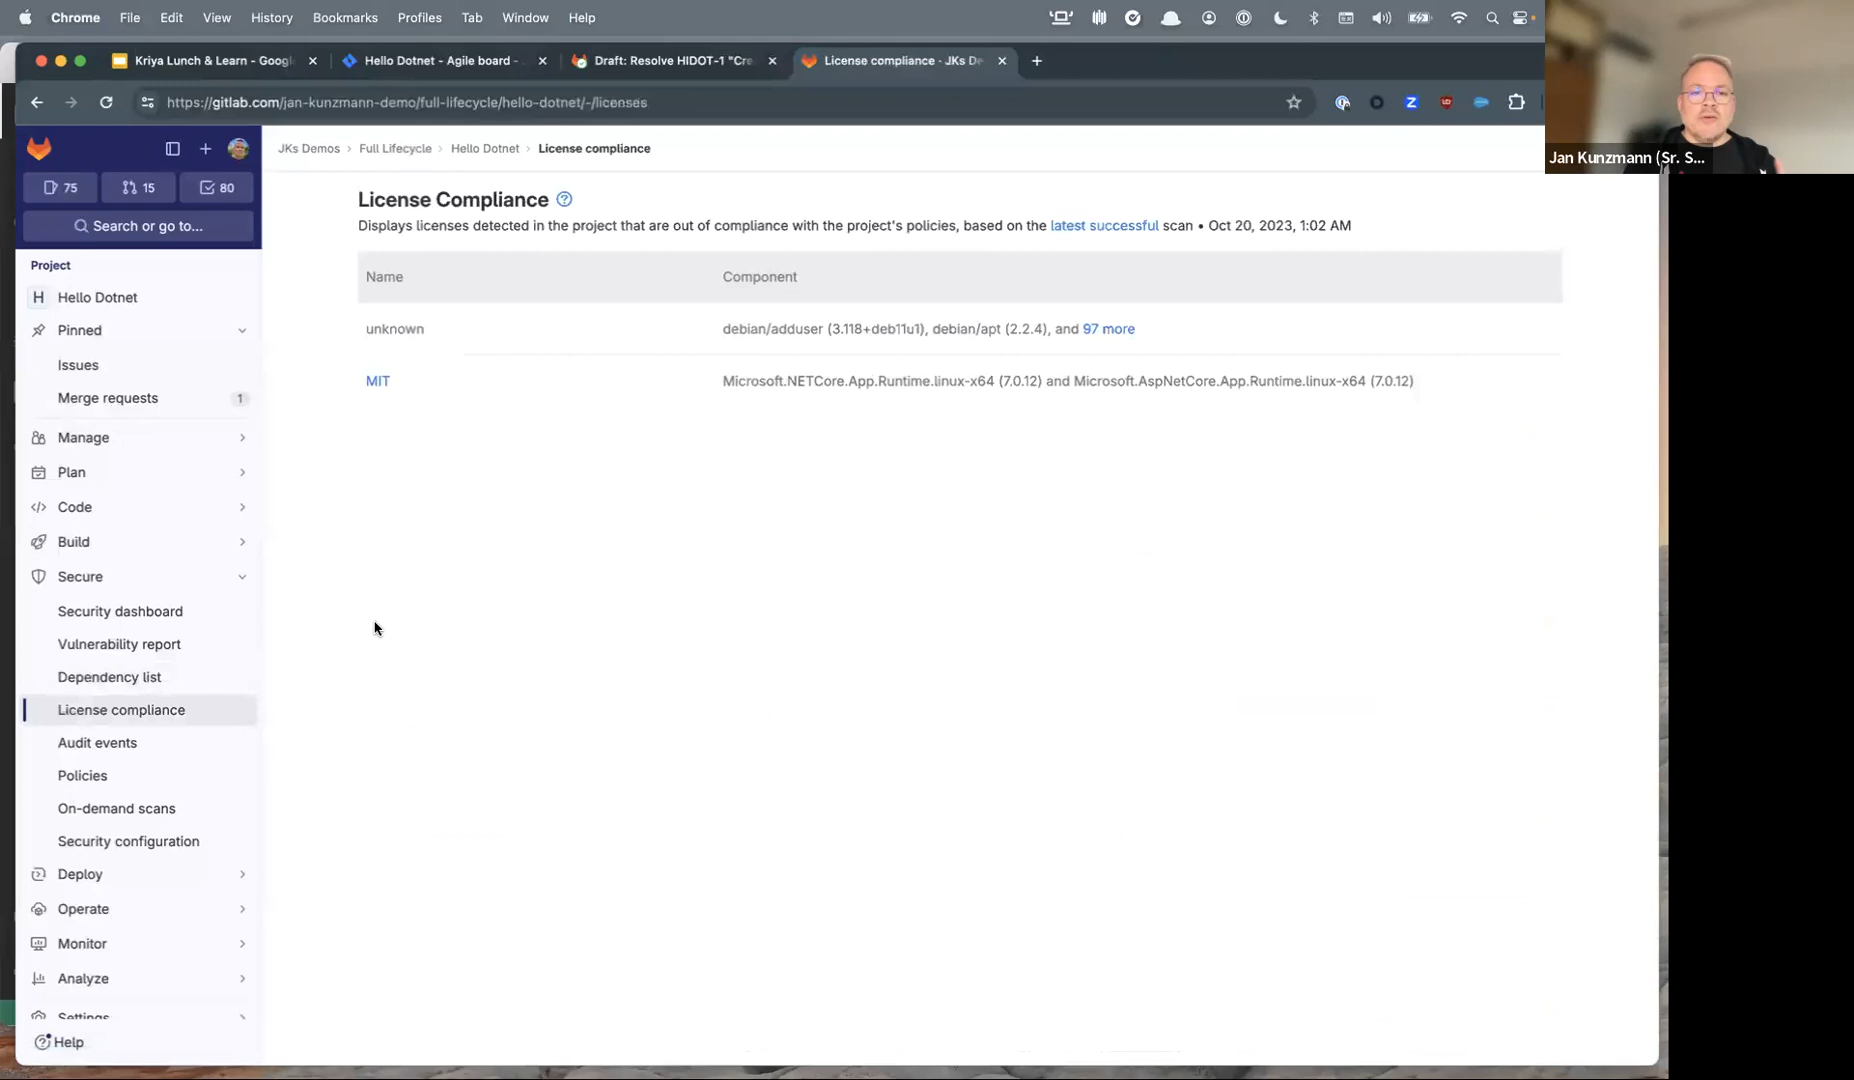 Chrome File Edit View History Bookmarks Profiles Tab Window Help
Kriya Lunch & Learn - Googl
Hello Dotnet - Agile board -
Draft: Resolve HIDOT-1 "Cre
License compliance - JKs De
https://gitlab.com/jan-kunzmann-demo/full-lifecycle/hello-dotnet/-/licenses
Jan Kunzmann (Sr. S...
75 15 80
Search or go to...
Project
H Hello Dotnet
Pinned
Issues
Merge requests 1
Manage
Plan
Code
Build
Secure
Security dashboard
Vulnerability report
Dependency list
License compliance
Audit events
Policies
On-demand scans
Security configuration
Deploy
Operate
Monitor
Analyze
Settings
Help
JKs Demos › Full Lifecycle › Hello Dotnet › License compliance
License Compliance
Displays licenses detected in the project that are out of compliance with the project's policies, based on the latest successful scan • Oct 20, 2023, 1:02 AM
Name Component
unknown debian/adduser (3.118+deb11u1), debian/apt (2.2.4), and 97 more
MIT Microsoft.NETCore.App.Runtime.linux-x64 (7.0.12) and Microsoft.AspNetCore.App.Runtime.linux-x64 (7.0.12)